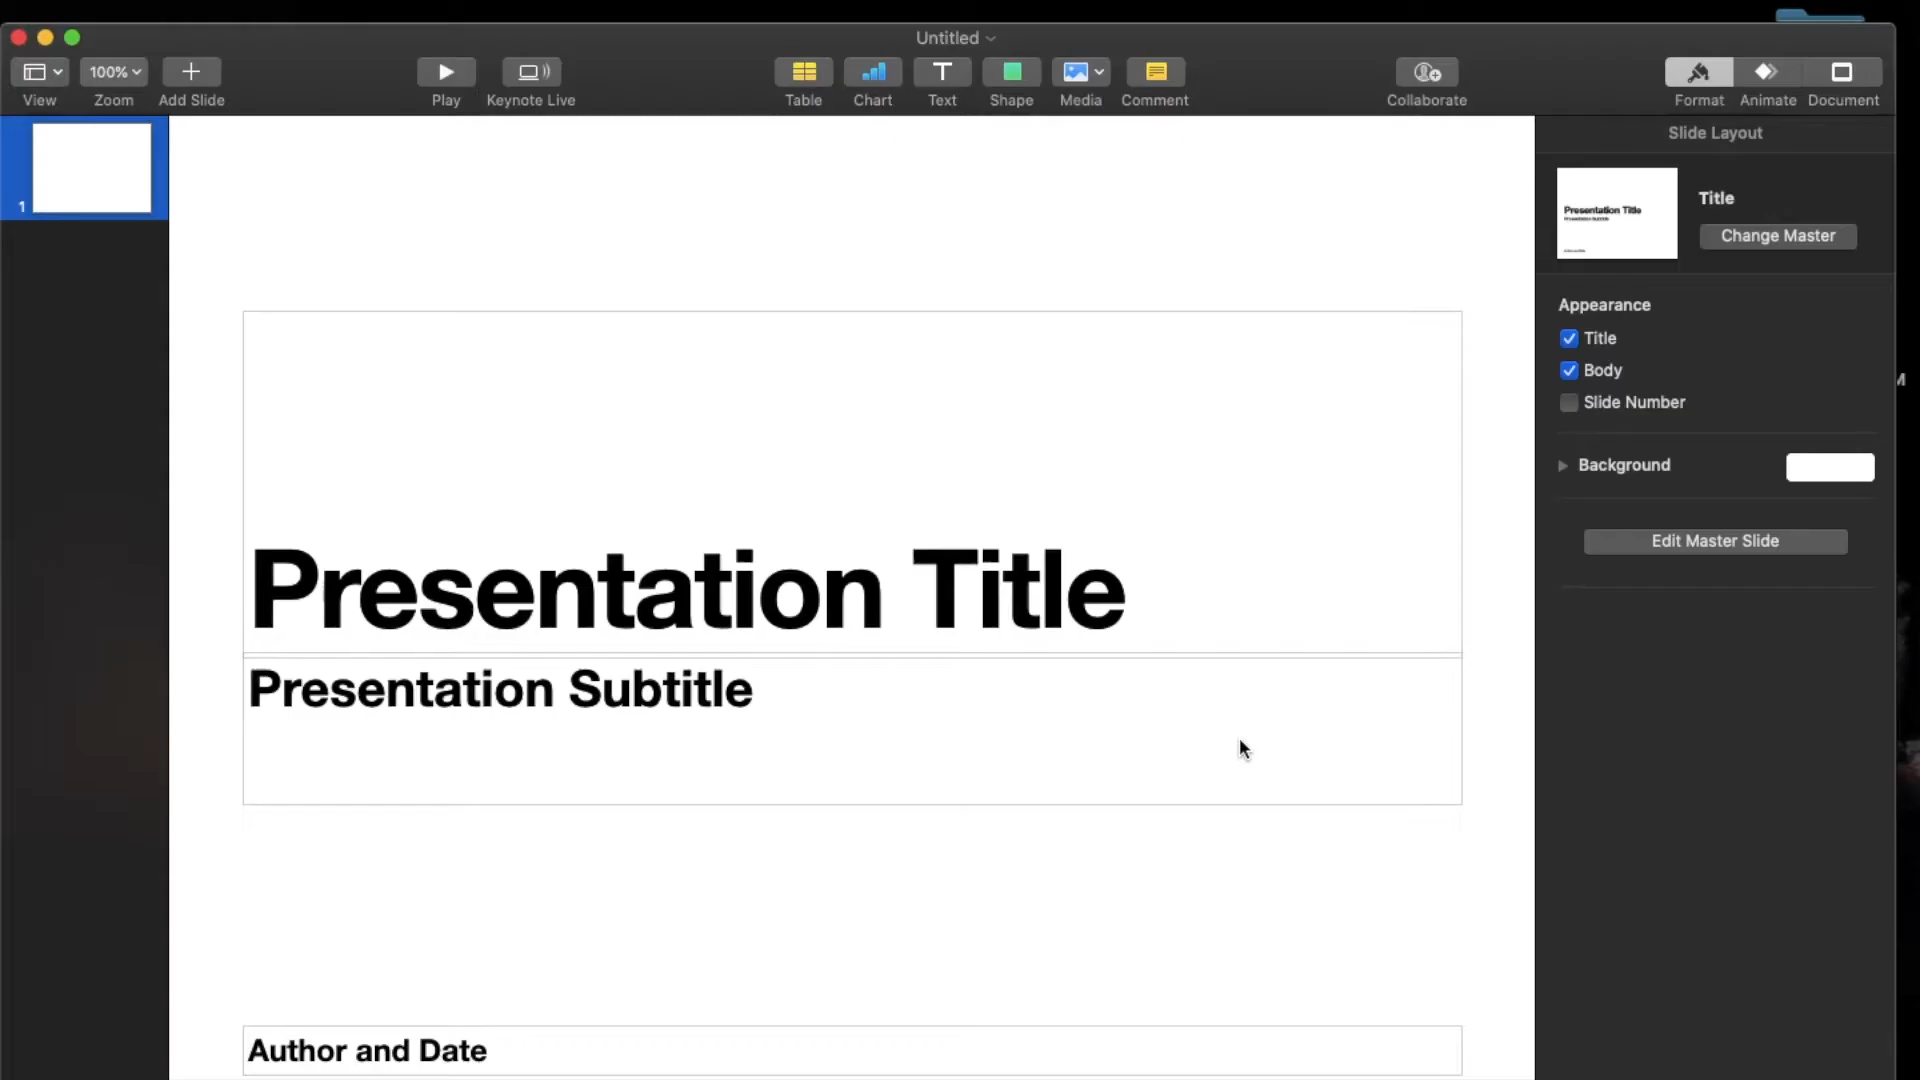 Untitled
100%
View
Zoom
Add Slide
Play
Keynote Live
Table
Chart
Text
Shape
Media
Comment
Collaborate
Format
Animate
Document
1
Slide Layout
Presentation Title
Title
Change Master
Appearance
Title
Body
Slide Number
Background
Edit Master Slide
Presentation Title
Presentation Subtitle
Author and Date